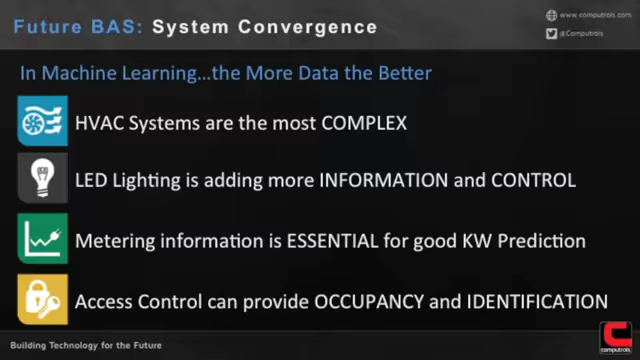 Future BAS: System Convergence
www.computrols.com
@Computrols
In Machine Learning...the More Data the Better
HVAC Systems are the most COMPLEX
LED Lighting is adding more INFORMATION and CONTROL
Metering information is ESSENTIAL for good KW Prediction
Access Control can provide OCCUPANCY and IDENTIFICATION
Building Technology for the Future
computrols